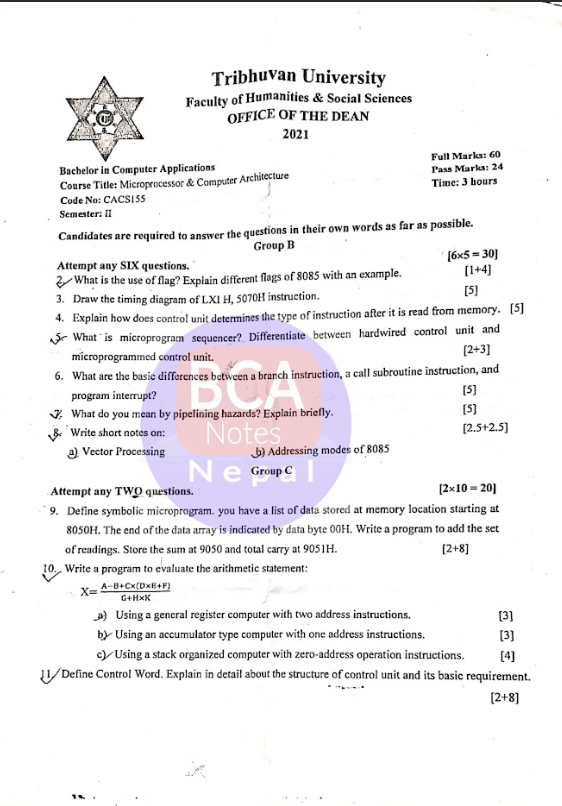 Tribhuvan University
Faculty of Humanities & Social Sciences
OFFICE OF THE DEAN
2021
Full Marks: 60
Bachelor in Computer Applications
Pass Marks: 24
Course Title: Microprocessor & Computer Architecture
Time: 3 hours
Code No: CACS155
Semester: II
Candidates are required to answer the questions in their own words as far as possible.
Group B
Attempt any SIX questions. [6x5 = 30]
2. What is the use of flag? Explain different flags of 8085 with an example. [1+4]
3. Draw the timing diagram of LXI H, 5070H instruction. [5]
4. Explain how does control unit determines the type of instruction after it is read from memory. [5]
5. What is microprogram sequencer? Differentiate between hardwired control unit and
microprogrammed control unit. [2+3]
6. What are the basic differences between a branch instruction, a call subroutine instruction, and
program interrupt? [5]
7. What do you mean by pipelining hazards? Explain briefly. [5]
8. Write short notes on: [2.5+2.5]
a) Vector Processing b) Addressing modes of 8085
BCA
Notes
Nepal
Group C
Attempt any TWO questions. [2×10 = 20]
9. Define symbolic microprogram. you have a list of data stored at memory location starting at
8050H. The end of the data array is indicated by data byte 00H. Write a program to add the set
of readings. Store the sum at 9050 and total carry at 9051H. [2+8]
10. Write a program to evaluate the arithmetic statement:
X= A−B+C×(D×E+F)
G+H×K
a) Using a general register computer with two address instructions. [3]
b) Using an accumulator type computer with one address instructions. [3]
c) Using a stack organized computer with zero-address operation instructions. [4]
11. Define Control Word. Explain in detail about the structure of control unit and its basic requirement.
[2+8]